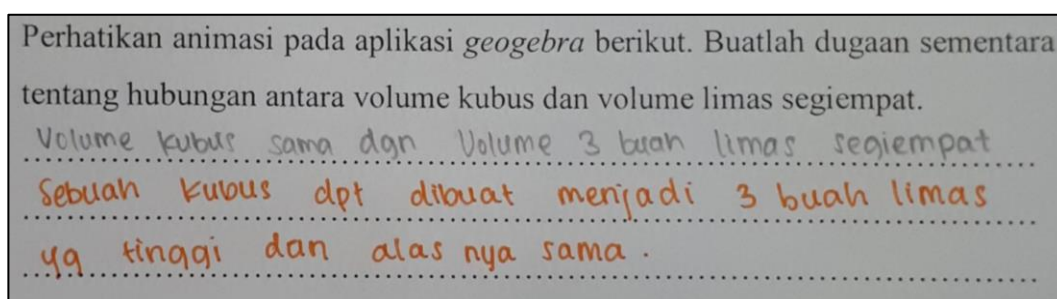 Perhatikan animasi pada aplikasi geogebra berikut. Buatlah dugaan sementara
tentang hubungan antara volume kubus dan volume limas segiempat.
Volume kubus sama dgn Volume 3 buah limas segiempat
Sebuah kubus dpt dibuat menjadi 3 buah limas
yg tinggi dan alas nya sama.